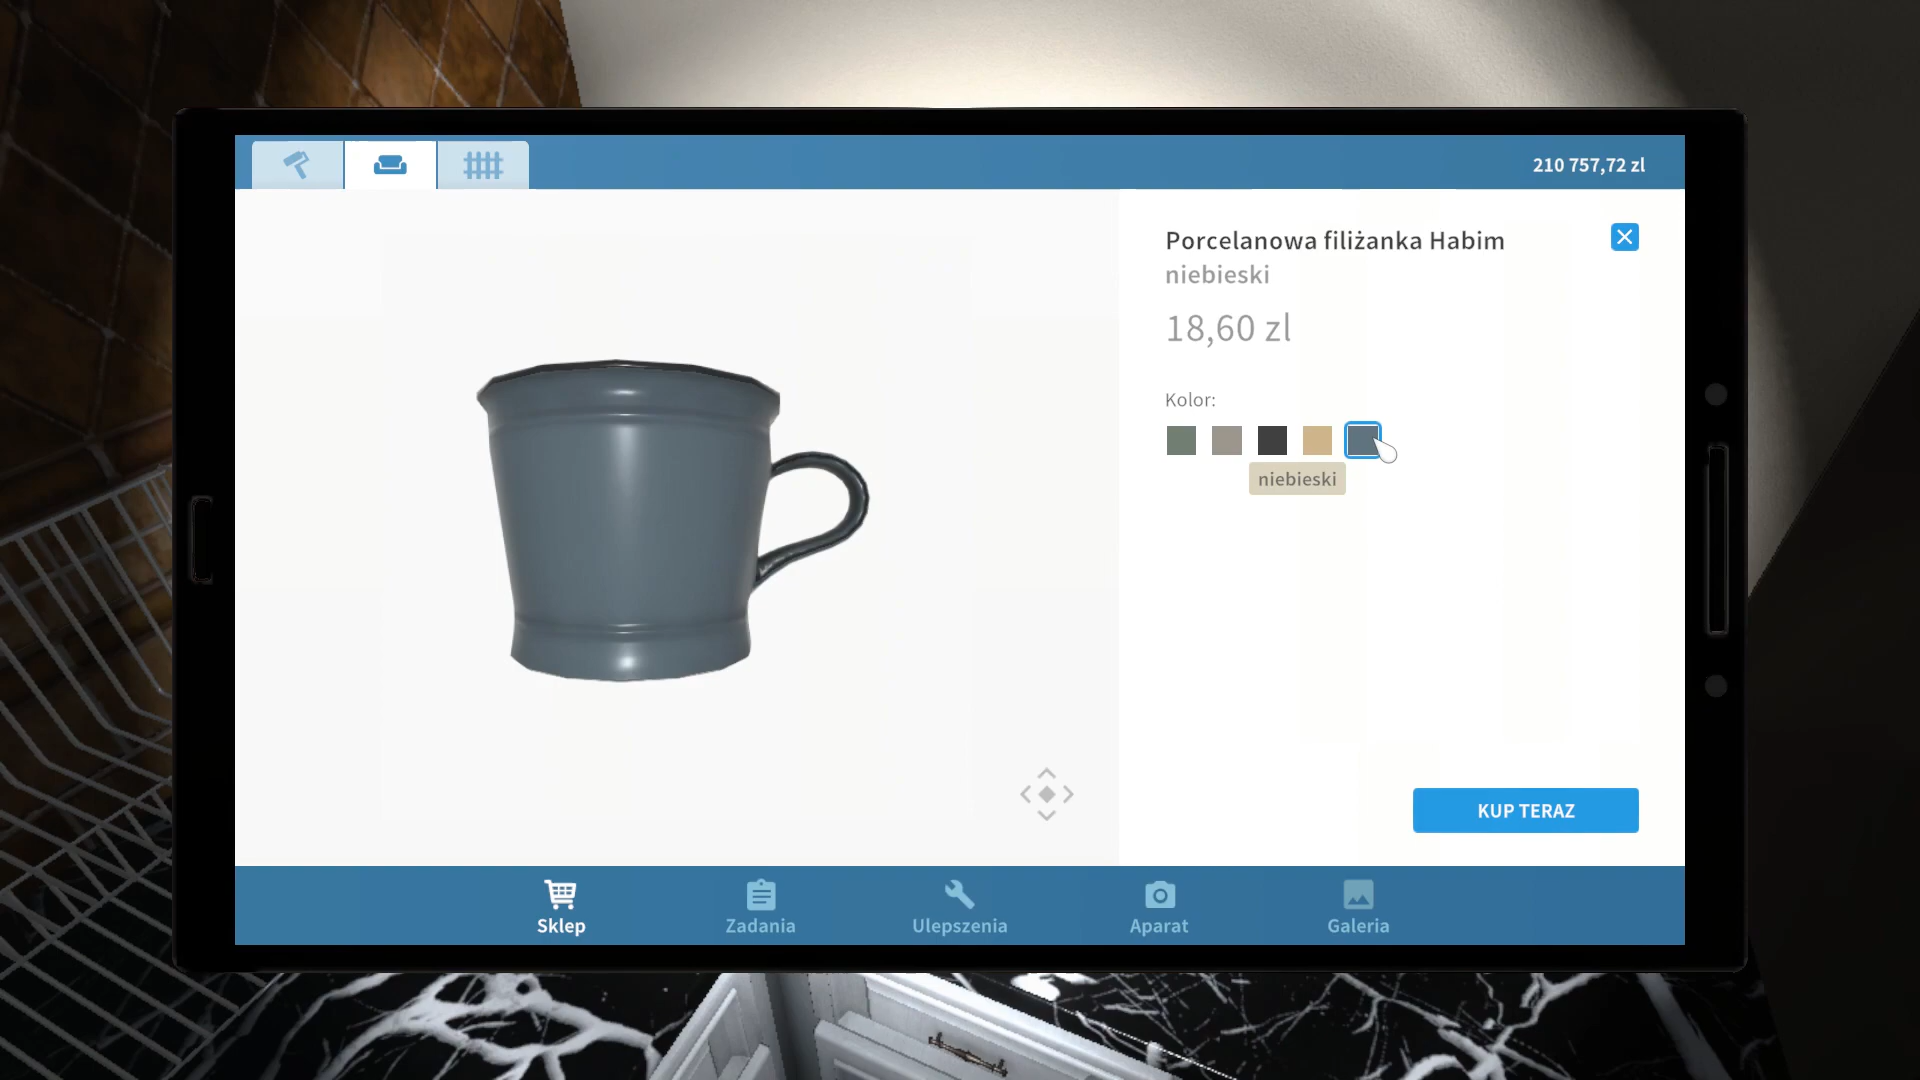 210 757,72 zl
Porcelanowa filiżanka Habim
niebieski
18,60 zl
Kolor:
niebieski
KUP TERAZ
Sklep
Zadania
Ulepszenia
Aparat
Galeria